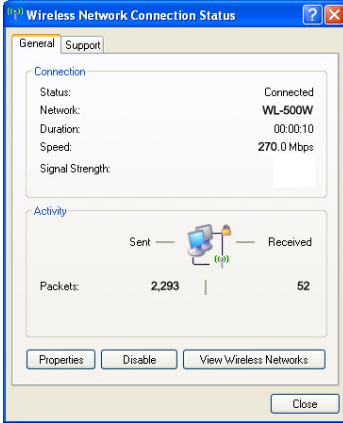 Wireless Network Connection Status
General Support
Connection
Status: Connected
Network: WL-500W
Duration: 00:00:10
Speed: 270.0 Mbps
Signal Strength:
Activity
Sent — — Received
Packets: 2,293 | 52
Properties Disable View Wireless Networks
Close